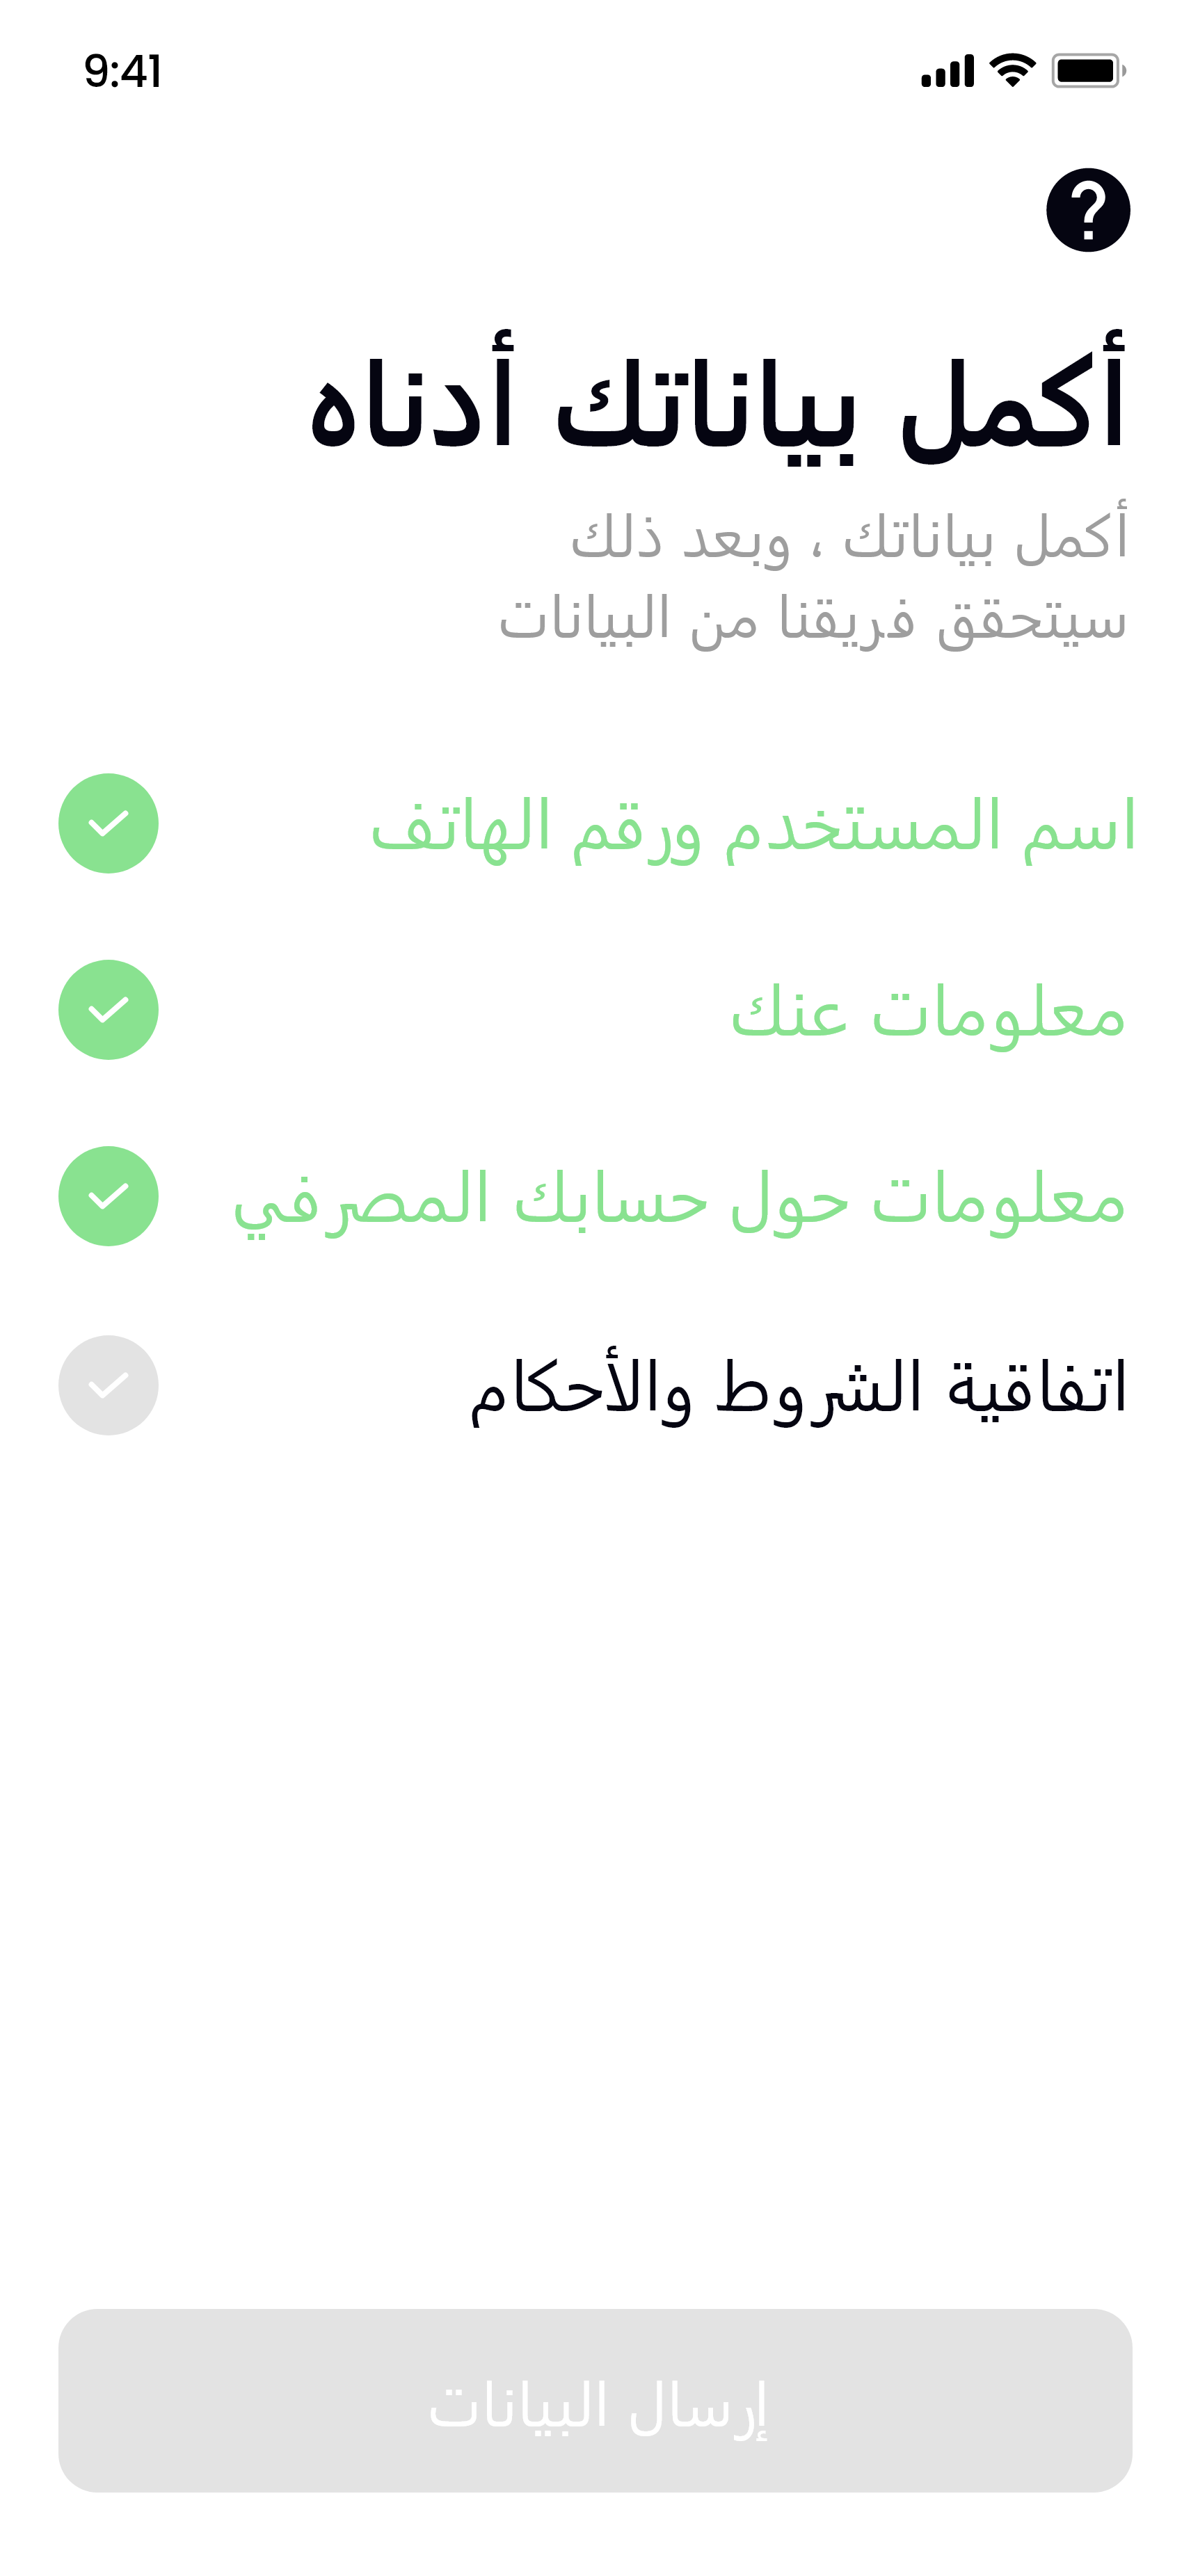 9:41
?
أكمل بياناتك أدناه
أكمل بياناتك ، وبعد ذلك
سيتحقق فريقنا من البيانات
اسم المستخدم ورقم الهاتف
معلومات عنك
معلومات حول حسابك المصرفي
اتفاقية الشروط والأحكام
إرسال البيانات